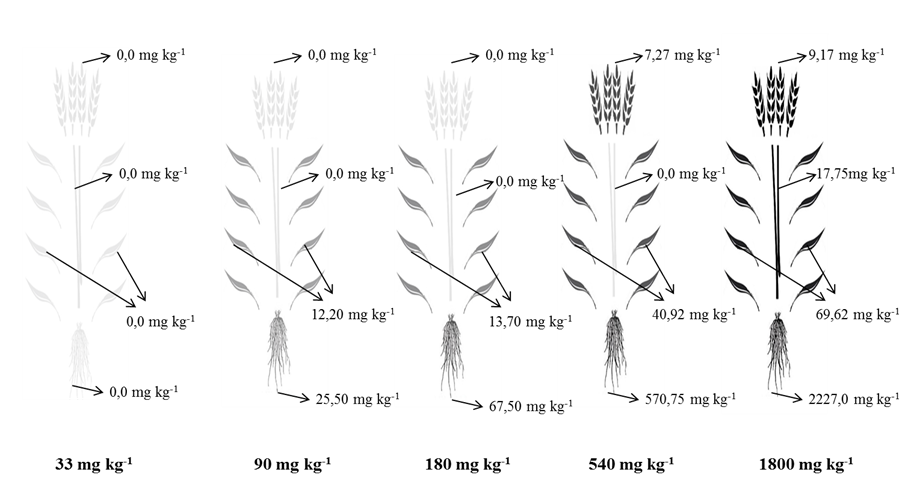 0,0 mg kg⁻¹
0,0 mg kg⁻¹
0,0 mg kg⁻¹
7,27 mg kg⁻¹
9,17 mg kg⁻¹
0,0 mg kg⁻¹
0,0 mg kg⁻¹
0,0 mg kg⁻¹
0,0 mg kg⁻¹
17,75mg kg⁻¹
0,0 mg kg⁻¹
12,20 mg kg⁻¹
13,70 mg kg⁻¹
40,92 mg kg⁻¹
69,62 mg kg⁻¹
0,0 mg kg⁻¹
25,50 mg kg⁻¹
67,50 mg kg⁻¹
570,75 mg kg⁻¹
2227,0 mg kg⁻¹
33 mg kg⁻¹
90 mg kg⁻¹
180 mg kg⁻¹
540 mg kg⁻¹
1800 mg kg⁻¹